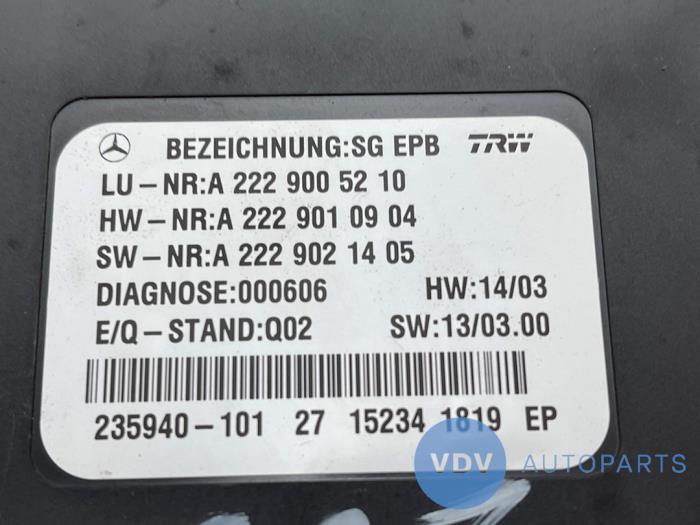 BEZEICHNUNG:SG EPB TRW
LU-NR:A 222 900 52 10
HW-NR:A 222 901 09 04
SW-NR:A 222 902 14 05
DIAGNOSE:000606 HW:14/03
E/Q-STAND:Q02 SW:13/03.00
235940-101 27 15234 1819 EP
VDV AUTOPARTS